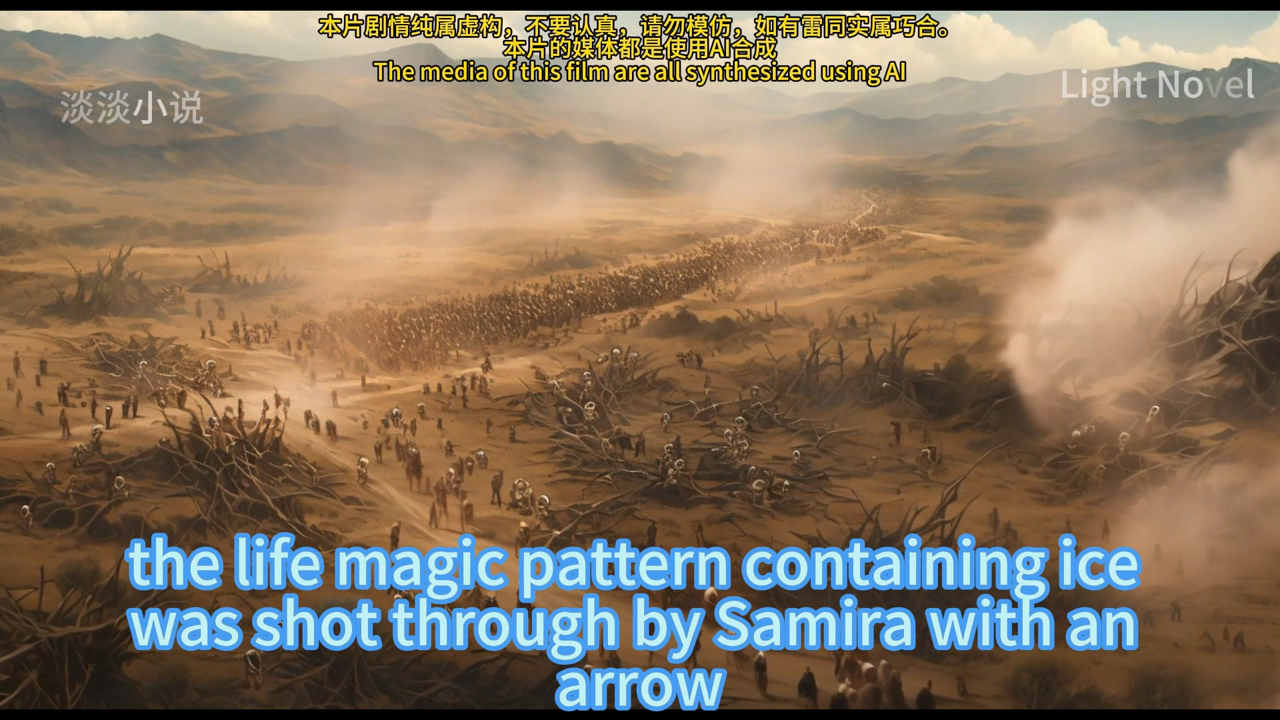 本片剧情纯属虚构，不要认真，请勿模仿，如有雷同实属巧合。
本片的媒体都是使用AI合成
The media of this film are all synthesized using AI
淡淡小说
Light Novel
the life magic pattern containing ice
was shot through by Samira with an
arrow